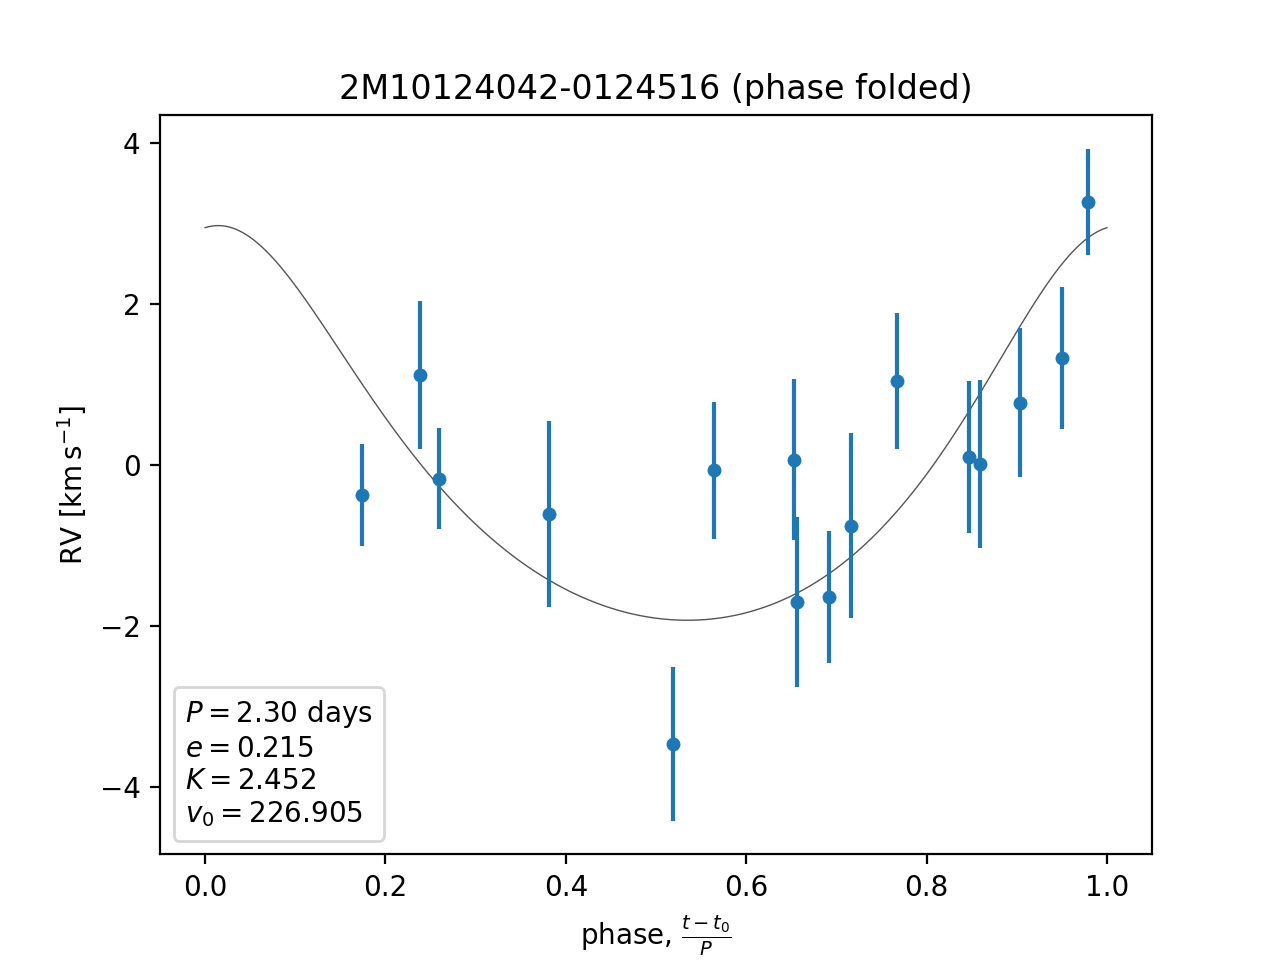 2M10124042-0124516 (phase folded)
4
2
0
−2
−4
RV [km s⁻¹]
P = 2.30 days
e = 0.215
K = 2.452
v₀ = 226.905
0.0 0.2 0.4 0.6 0.8 1.0
phase, (t − t₀)/P